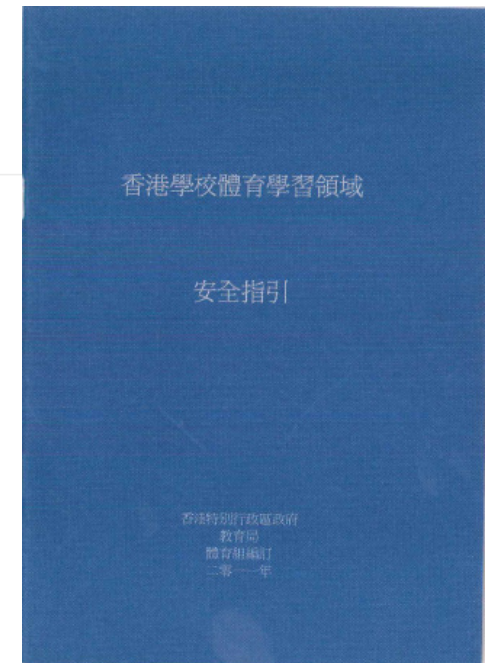 香港學校體育學習領域
安全指引
香港特別行政區政府
教育局
體育組編訂
二零一一年